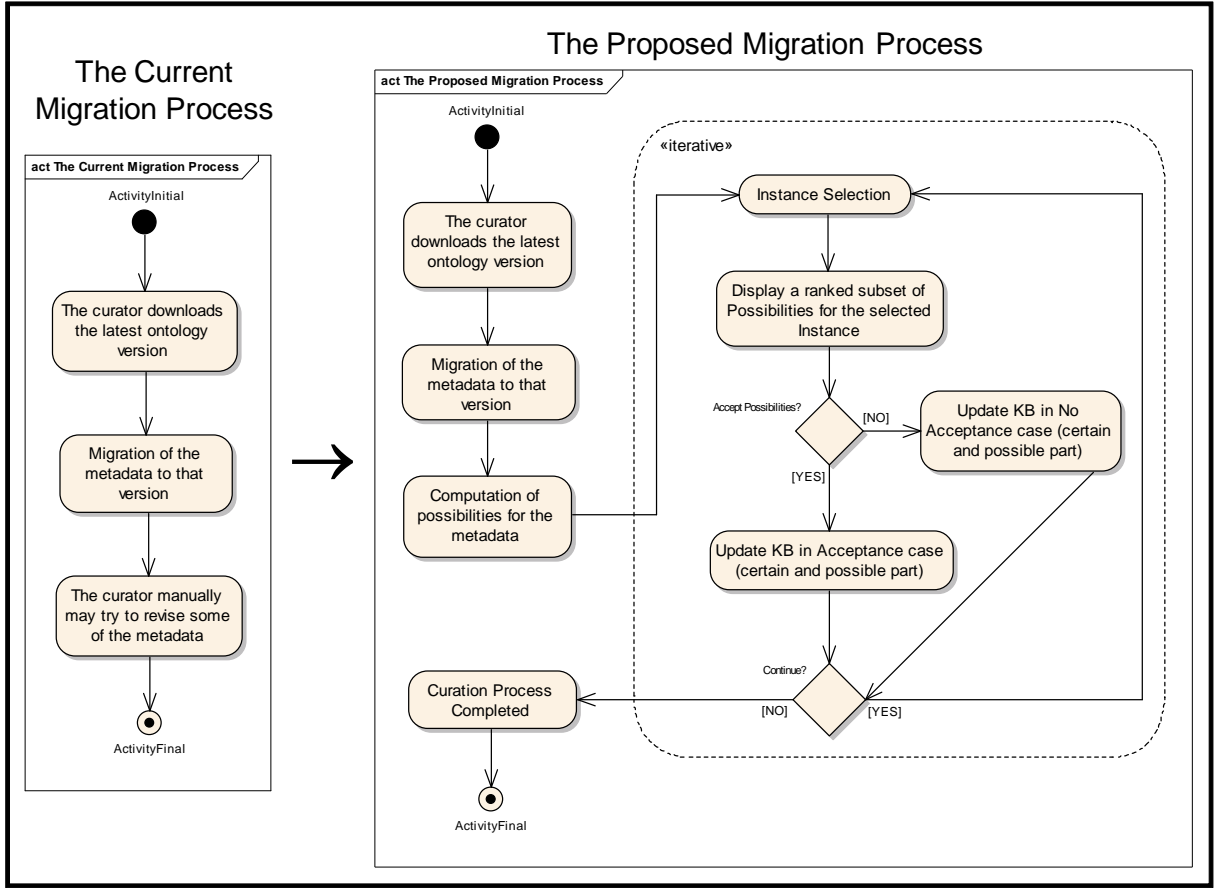 The Current
Migration Process
act The Current Migration Process
ActivityInitial
The curator downloads
the latest ontology
version
Migration of the
metadata to that
version
The curator manually
may try to revise some
of the metadata
ActivityFinal
The Proposed Migration Process
act The Proposed Migration Process
ActivityInitial
The curator
downloads the latest
ontology version
Migration of the
metadata to that
version
Computation of
possibilities for the
metadata
«iterative»
Instance Selection
Display a ranked subset of
Possibilities for the selected
Instance
Accept Possibilities?
[NO]
Update KB in No
Acceptance case (certain
and possible part)
[YES]
Update KB in Acceptance case
(certain and possible part)
Continue?
[NO]
[YES]
Curation Process
Completed
ActivityFinal